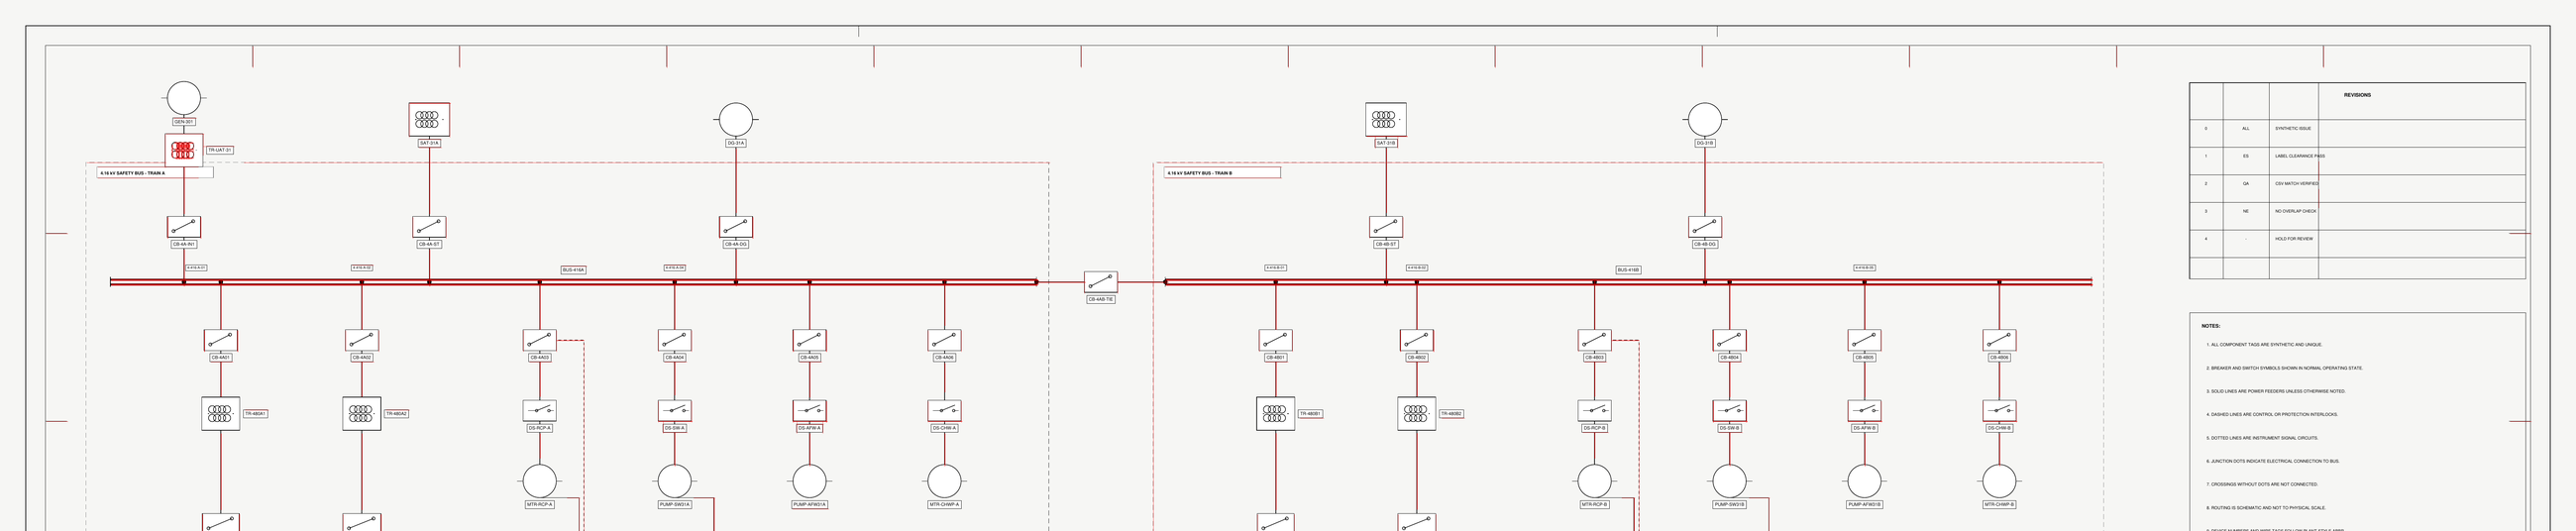 GEN-301
TR-UAT-31
SAT-31A
DG-31A
SAT-31B
DG-31B
4.16 kV SAFETY BUS - TRAIN A
4.16 kV SAFETY BUS - TRAIN B
CB-4A-IN1
CB-4A-ST
CB-4A-DG
CB-4B-ST
CB-4B-DG
BUS-416A
BUS-416B
CB-4AB-TIE
CB-4A01
CB-4A02
CB-4A03
CB-4A04
CB-4A05
CB-4A06
CB-4B01
CB-4B02
CB-4B03
CB-4B04
CB-4B05
CB-4B06
TR-480A1
TR-480A2
TR-480B1
TR-480B2
DS-RCP-A
DS-SW-A
DS-AFW-A
DS-CHW-A
DS-RCP-B
DS-SW-B
DS-AFW-B
DS-CHW-B
MTR-RCP-A
PUMP-SW31A
PUMP-AFW31A
MTR-CHWP-A
MTR-RCP-B
PUMP-SW31B
PUMP-AFW31B
MTR-CHWP-B
REVISIONS
0 ALL SYNTHETIC ISSUE
1 ES LABEL CLEARANCE PASS
2 QA CSV MATCH VERIFIED
3 NE NO OVERLAP CHECK
4 - HOLD FOR REVIEW
NOTES:
1. ALL COMPONENT TAGS ARE SYNTHETIC AND UNIQUE.
2. BREAKER AND SWITCH SYMBOLS SHOWN IN NORMAL OPERATING STATE.
3. SOLID LINES ARE POWER FEEDERS UNLESS OTHERWISE NOTED.
4. DASHED LINES ARE CONTROL OR PROTECTION INTERLOCKS.
5. DOTTED LINES ARE INSTRUMENT SIGNAL CIRCUITS.
6. JUNCTION DOTS INDICATE ELECTRICAL CONNECTION TO BUS.
7. CROSSINGS WITHOUT DOTS ARE NOT CONNECTED.
8. ROUTING IS SCHEMATIC AND NOT TO PHYSICAL SCALE.